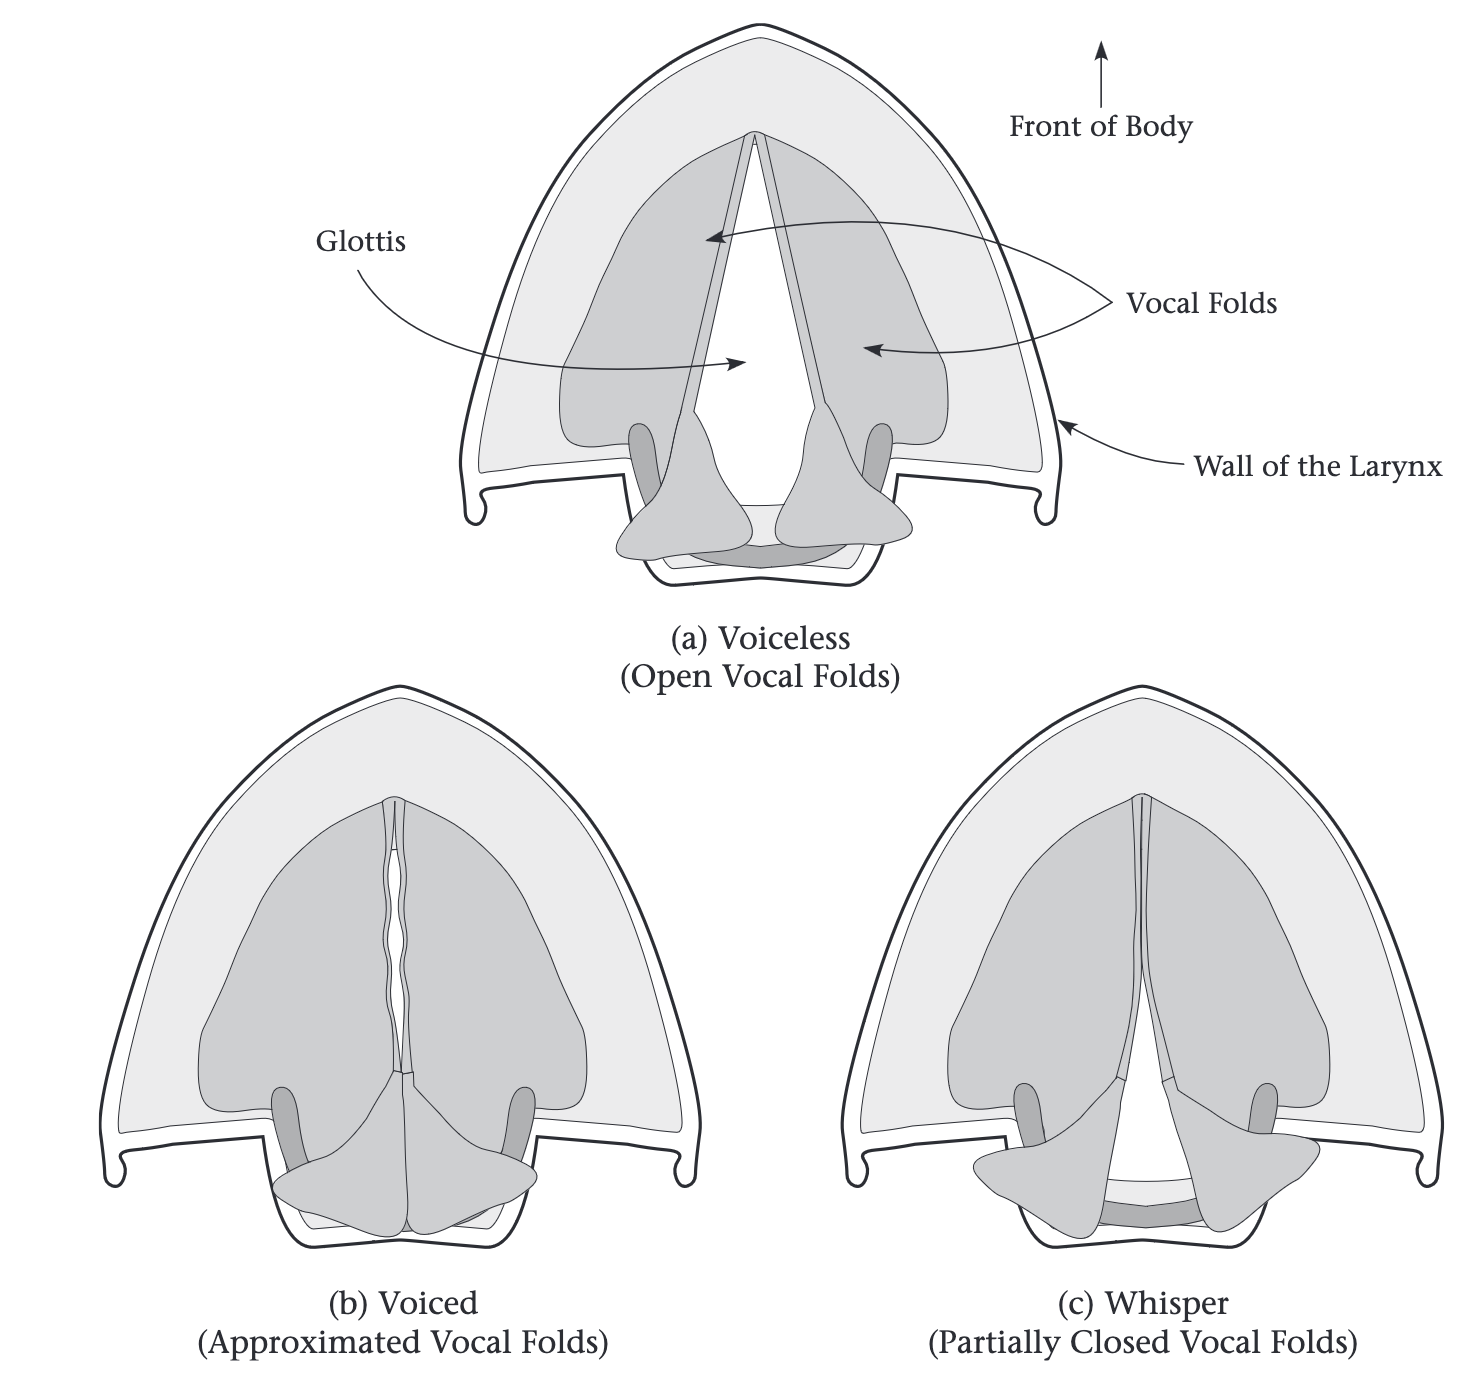 Front of Body
Glottis
Vocal Folds
Wall of the Larynx
(a) Voiceless
(Open Vocal Folds)
(b) Voiced
(Approximated Vocal Folds)
(c) Whisper
(Partially Closed Vocal Folds)